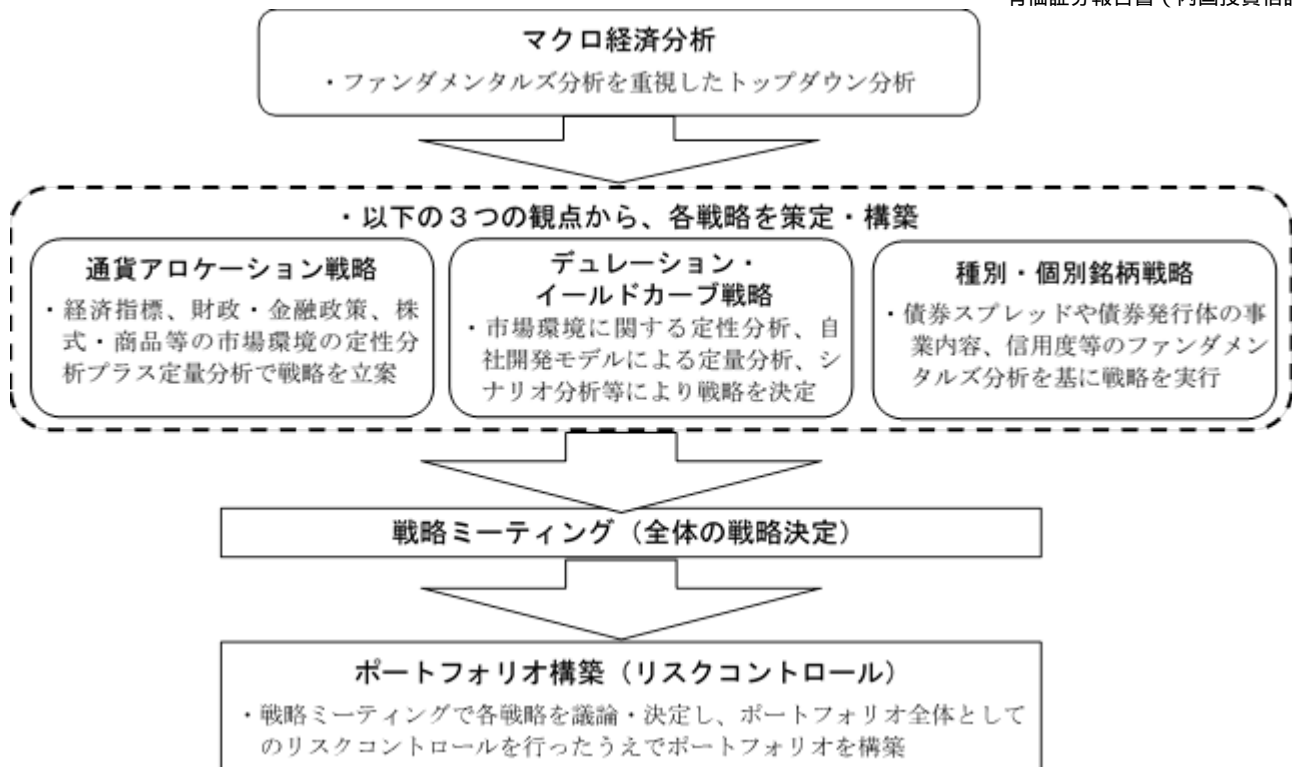 有価証券報告書（内国投資信託
マクロ経済分析
・ファンダメンタルズ分析を重視したトップダウン分析
・以下の３つの観点から、各戦略を策定・構築
通貨アロケーション戦略
・経済指標、財政・金融政策、株
式・商品等の市場環境の定性分
析プラス定量分析で戦略を立案
デュレーション・
イールドカーブ戦略
・市場環境に関する定性分析、自
社開発モデルによる定量分析、シ
ナリオ分析等により戦略を決定
種別・個別銘柄戦略
・債券スプレッドや債券発行体の事
業内容、信用度等のファンダメン
タルズ分析を基に戦略を実行
戦略ミーティング（全体の戦略決定）
ポートフォリオ構築（リスクコントロール）
・戦略ミーティングで各戦略を議論・決定し、ポートフォリオ全体として
のリスクコントロールを行ったうえでポートフォリオを構築